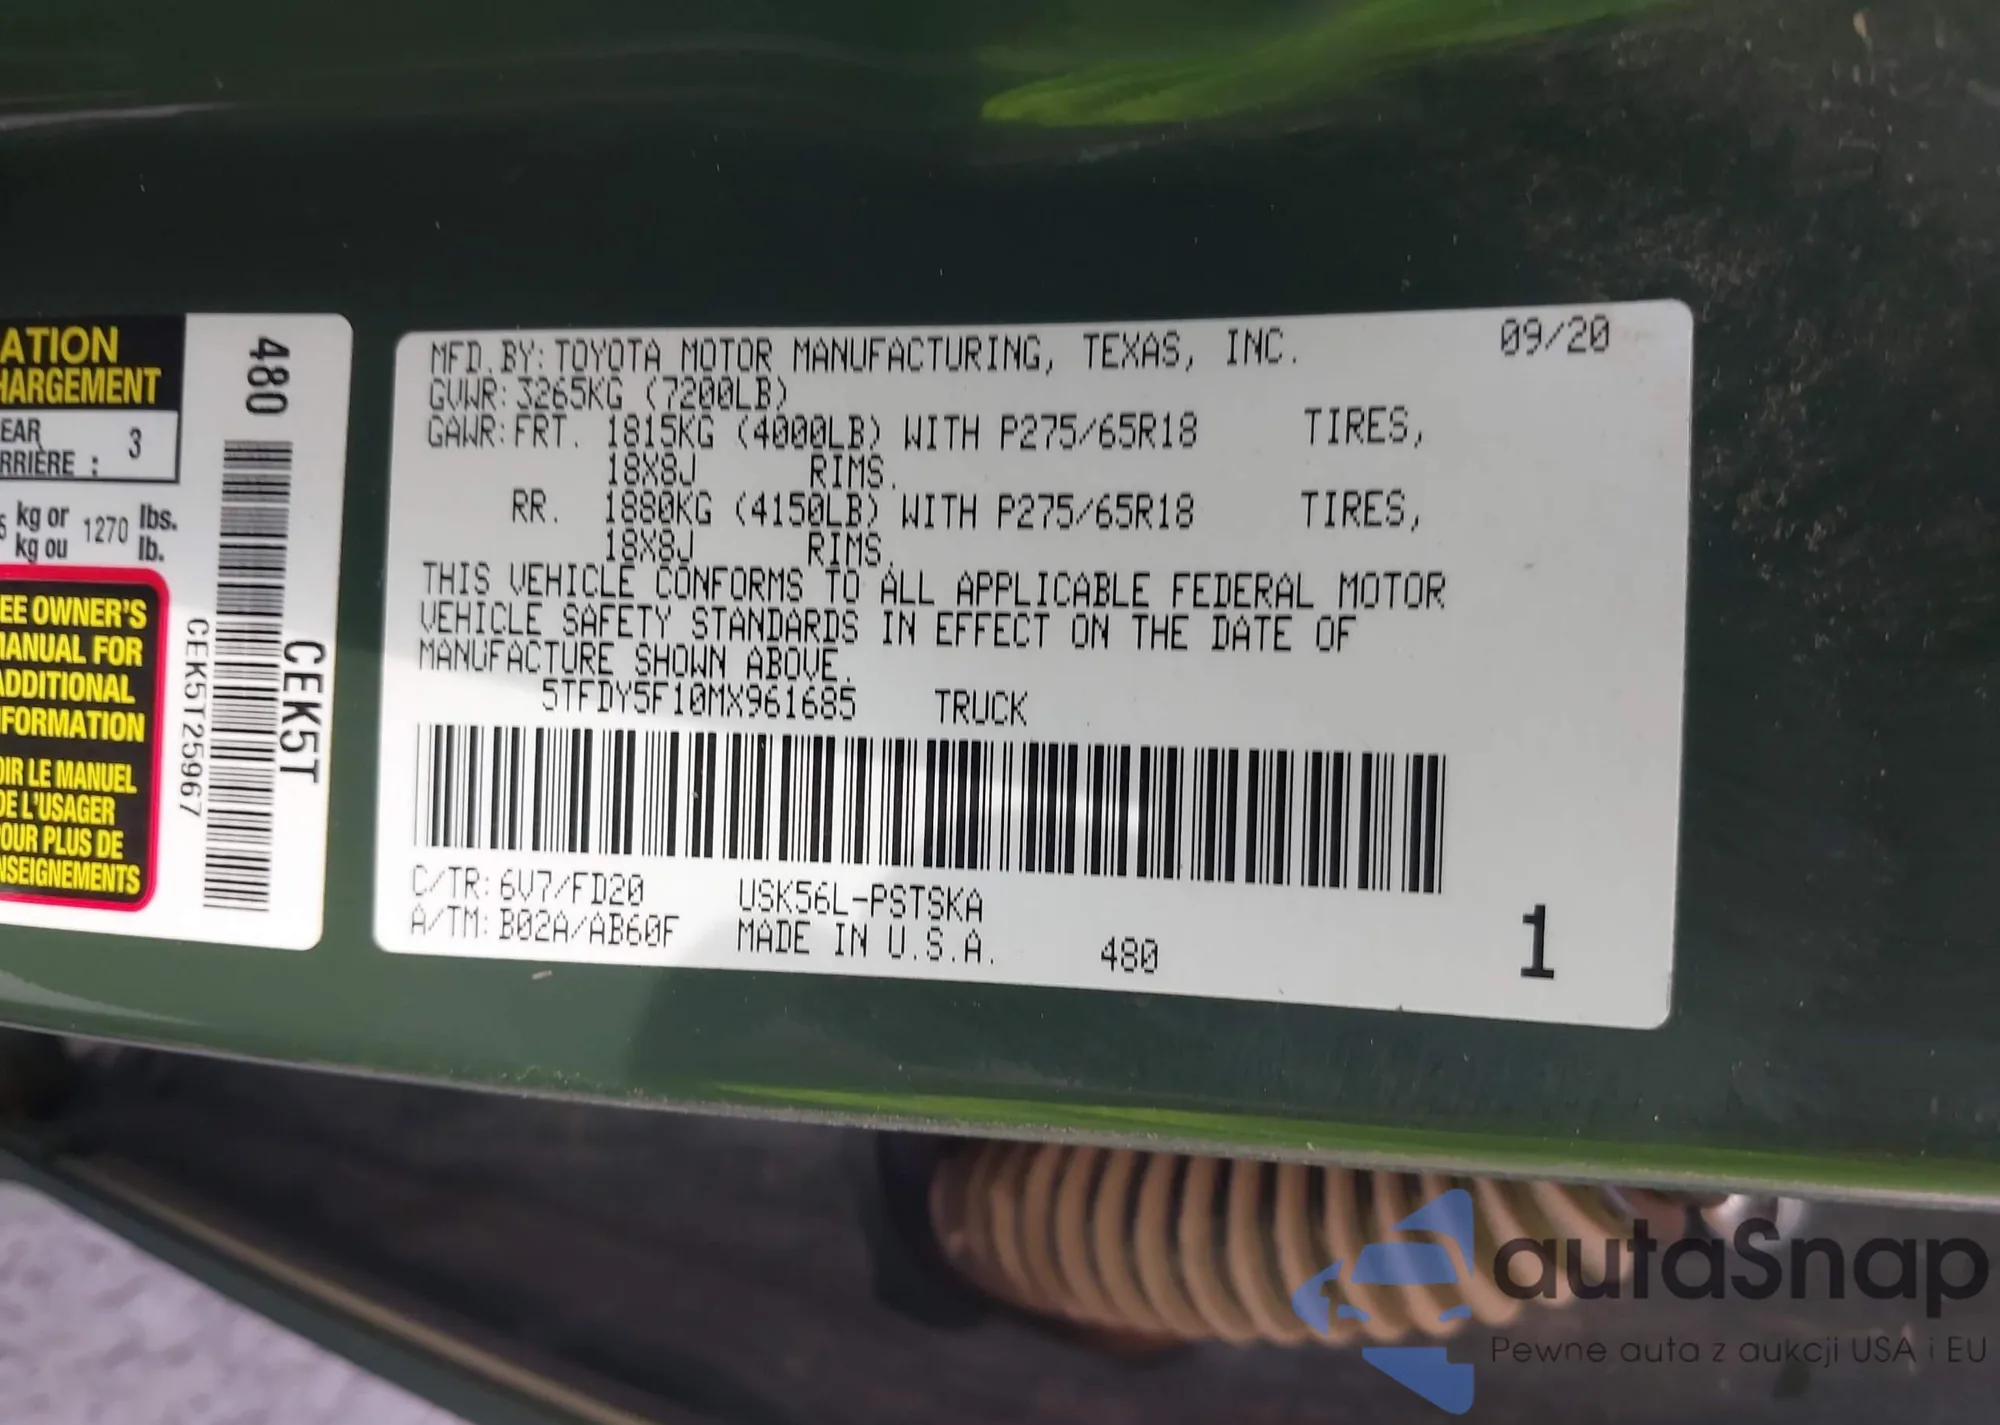 ATION
HARGEMENT
EAR
RRIÈRE : 3
kg or 1270 lbs.
kg ou lb.
EE OWNER'S
MANUAL FOR
ADDITIONAL
FORMATION
OIR LE MANUEL
DE L'USAGER
POUR PLUS DE
NSEIGNEMENTS
480
CEK5T
CEK5T25967
MFD. BY: TOYOTA MOTOR MANUFACTURING, TEXAS, INC. 09/20
GVWR: 3265KG (7200LB)
GAWR: FRT. 1815KG (4000LB) WITH P275/65R18 TIRES,
18X8J RIMS.
RR. 1880KG (4150LB) WITH P275/65R18 TIRES,
18X8J RIMS.
THIS VEHICLE CONFORMS TO ALL APPLICABLE FEDERAL MOTOR
VEHICLE SAFETY STANDARDS IN EFFECT ON THE DATE OF
MANUFACTURE SHOWN ABOVE.
5TFDY5F10MX961685 TRUCK
C/TR: 6V7/FD20 USK56L-PSTSKA
A/TM: B02A/AB60F MADE IN U.S.A. 480
1
autaSnap
Pewne auta z aukcji USA i EU